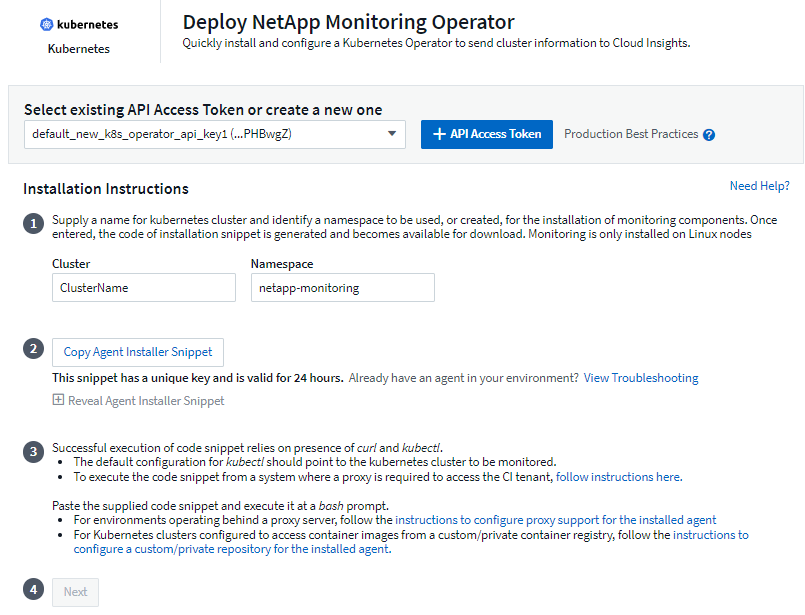 kubernetes
Kubernetes
Deploy NetApp Monitoring Operator
Quickly install and configure a Kubernetes Operator to send cluster information to Cloud Insights.
Select existing API Access Token or create a new one
default_new_k8s_operator_api_key1 (...PHBwgZ)
+ API Access Token
Production Best Practices ?
Installation Instructions
Need Help?
1
Supply a name for kubernetes cluster and identify a namespace to be used, or created, for the installation of monitoring components. Once
entered, the code of installation snippet is generated and becomes available for download. Monitoring is only installed on Linux nodes
Cluster
Namespace
ClusterName
netapp-monitoring
2
Copy Agent Installer Snippet
This snippet has a unique key and is valid for 24 hours. Already have an agent in your environment? View Troubleshooting
Reveal Agent Installer Snippet
3
Successful execution of code snippet relies on presence of curl and kubectl.
• The default configuration for kubectl should point to the kubernetes cluster to be monitored.
• To execute the code snippet from a system where a proxy is required to access the CI tenant, follow instructions here.
Paste the supplied code snippet and execute it at a bash prompt.
• For environments operating behind a proxy server, follow the instructions to configure proxy support for the installed agent
• For Kubernetes clusters configured to access container images from a custom/private container registry, follow the instructions to
configure a custom/private repository for the installed agent.
4
Next